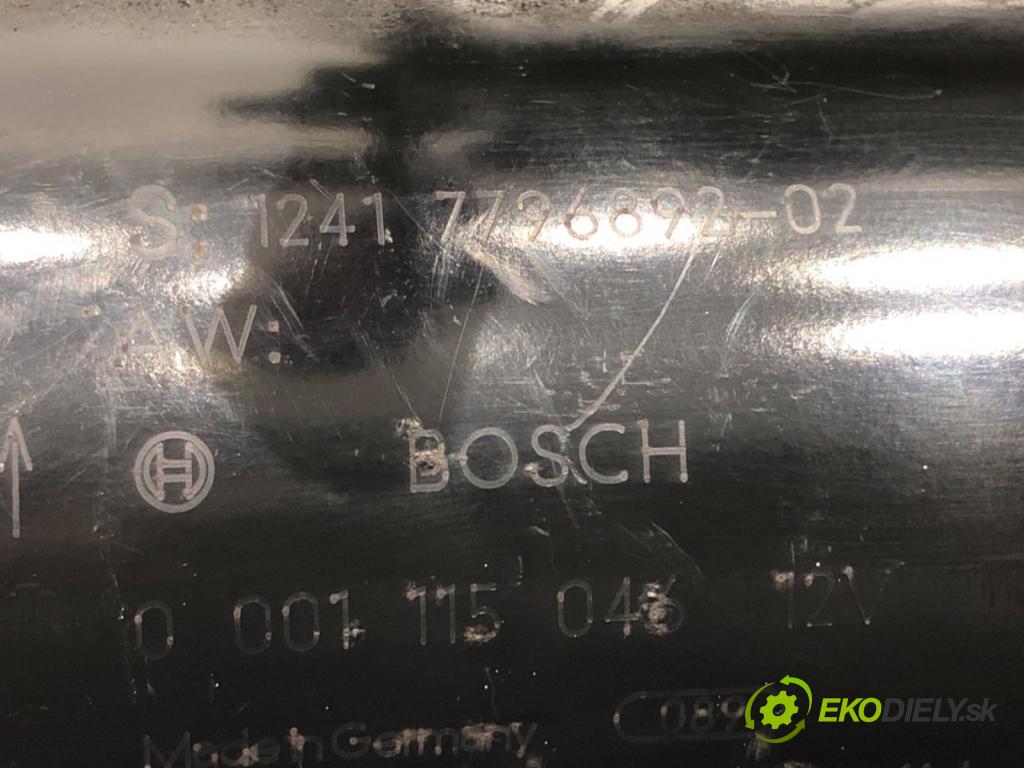 S: 1241 7796892-02
AW:
BOSCH
0 001 115 046 12V
Made in Germany
EKODIELY.sk